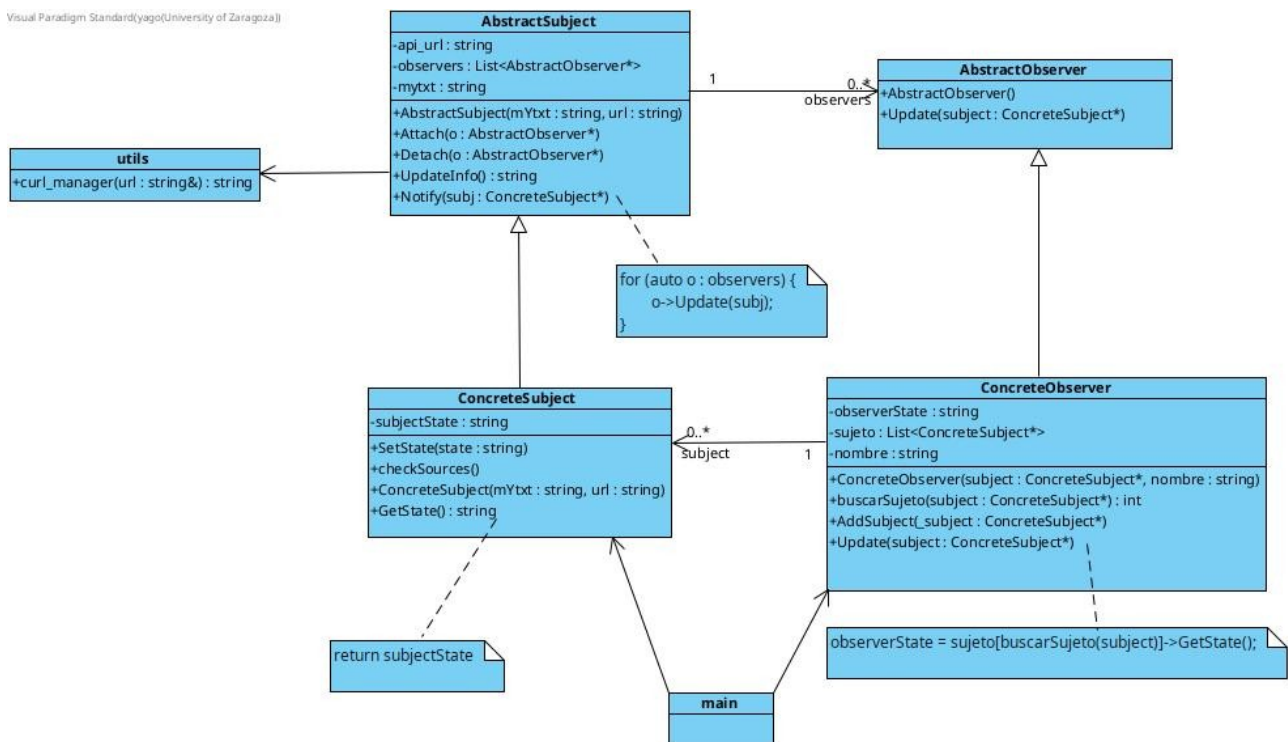 Visual Paradigm Standard(yago(University of Zaragoza))
AbstractSubject
-api_url : string
-observers : List<AbstractObserver*>
-mytxt : string
+AbstractSubject(mYtxt : string, url : string)
+Attach(o : AbstractObserver*)
+Detach(o : AbstractObserver*)
+UpdateInfo() : string
+Notify(subj : ConcreteSubject*)
1
0..*
observers
AbstractObserver
+AbstractObserver()
+Update(subject : ConcreteSubject*)
utils
+curl_manager(url : string&) : string
for (auto o : observers) {
o->Update(subj);
}
ConcreteSubject
-subjectState : string
+SetState(state : string)
+checkSources()
+ConcreteSubject(mYtxt : string, url : string)
+GetState() : string
0..*
subject
1
ConcreteObserver
-observerState : string
-sujeto : List<ConcreteSubject*>
-nombre : string
+ConcreteObserver(subject : ConcreteSubject*, nombre : string)
+buscarSujeto(subject : ConcreteSubject*) : int
+AddSubject(_subject : ConcreteSubject*)
+Update(subject : ConcreteSubject*)
return subjectState
observerState = sujeto[buscarSujeto(subject)]->GetState();
main